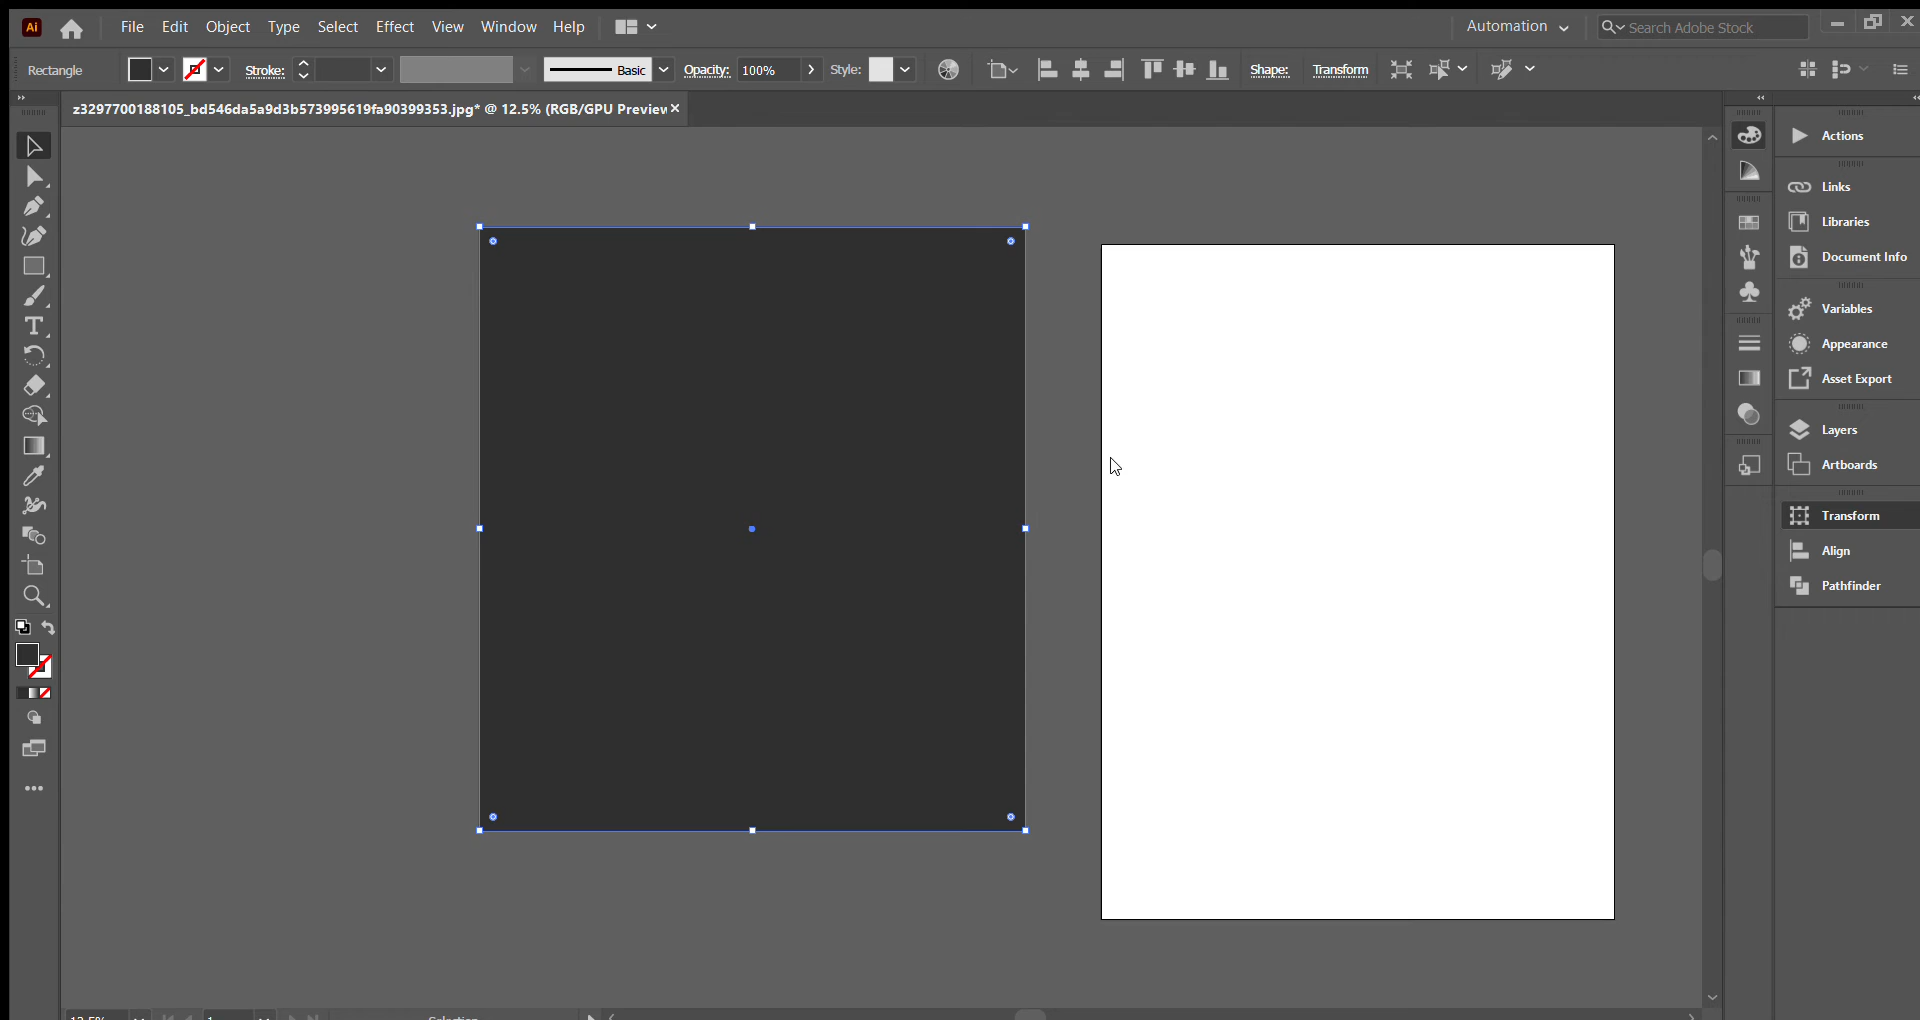 Ai File Edit Object Type Select Effect View Window Help Automation Search Adobe Stock
Rectangle Stroke: Basic Opacity: 100% Style: Shape: Transform
z3297700188105_bd546da5a9d3b573995619fa90399353.jpg* @ 12.5% (RGB/GPU Preview
Actions
Links
Libraries
Document Info
Variables
Appearance
Asset Export
Layers
Artboards
Transform
Align
Pathfinder
12.5% 1 Selection